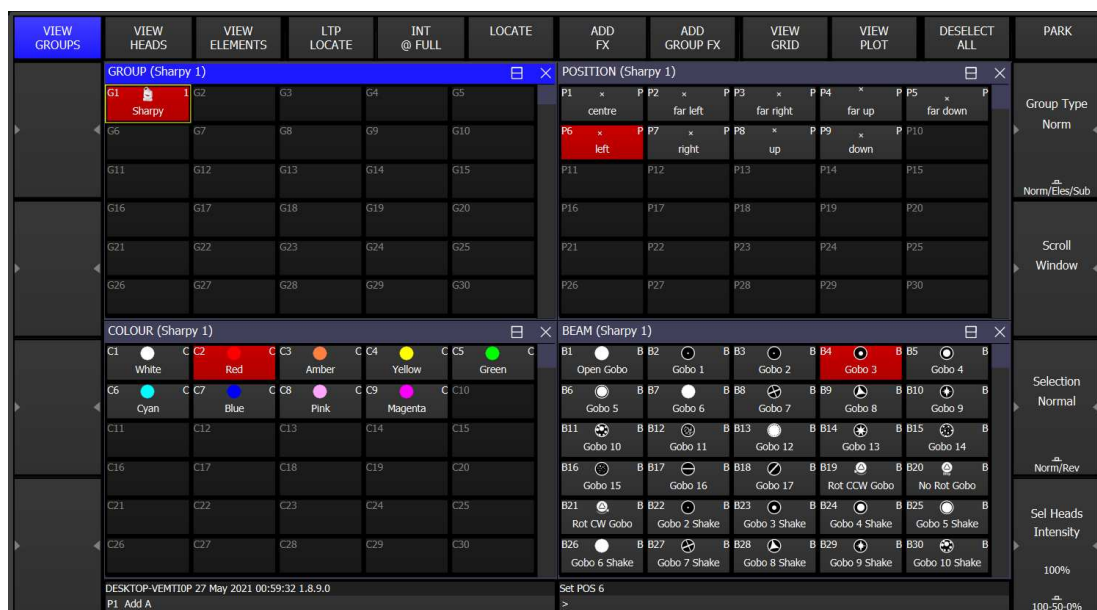 VIEW GROUPS
VIEW HEADS
VIEW ELEMENTS
LTP LOCATE
INT @ FULL
LOCATE
ADD FX
ADD GROUP FX
VIEW GRID
VIEW PLOT
DESELECT ALL
PARK
GROUP (Sharpy 1)
G1 1 G2 G3 G4 G5
Sharpy
G6 G7 G8 G9 G10
G11 G12 G13 G14 G15
G16 G17 G18 G19 G20
G21 G22 G23 G24 G25
G26 G27 G28 G29 G30
POSITION (Sharpy 1)
P1 P P2 P P3 P P4 P P5 P
centre far left far right far up far down
P6 P P7 P P8 P P9 P P10
left right up down
P11 P12 P13 P14 P15
P16 P17 P18 P19 P20
P21 P22 P23 P24 P25
P26 P27 P28 P29 P30
COLOUR (Sharpy 1)
C1 C C2 C C3 C C4 C C5 C
White Red Amber Yellow Green
C6 C C7 C C8 C C9 C C10
Cyan Blue Pink Magenta
C11 C12 C13 C14 C15
C16 C17 C18 C19 C20
C21 C22 C23 C24 C25
C26 C27 C28 C29 C30
BEAM (Sharpy 1)
B1 B B2 B B3 B B4 B B5 B
Open Gobo Gobo 1 Gobo 2 Gobo 3 Gobo 4
B6 B B7 B B8 B B9 B B10 B
Gobo 5 Gobo 6 Gobo 7 Gobo 8 Gobo 9
B11 B B12 B B13 B B14 B B15 B
Gobo 10 Gobo 11 Gobo 12 Gobo 13 Gobo 14
B16 B B17 B B18 B B19 B B20 B
Gobo 15 Gobo 16 Gobo 17 Rot CCW Gobo No Rot Gobo
B21 B B22 B B23 B B24 B B25 B
Rot CW Gobo Gobo 2 Shake Gobo 3 Shake Gobo 4 Shake Gobo 5 Shake
B26 B B27 B B28 B B29 B B30 B
Gobo 6 Shake Gobo 7 Shake Gobo 8 Shake Gobo 9 Shake Gobo 10 Shake
Group Type
Norm
Norm/Eles/Sub
Scroll
Window
Selection
Normal
Norm/Rev
Sel Heads
Intensity
100%
100-50-0%
DESKTOP-VEMTI0P 27 May 2021 00:59:32 1.8.9.0
P1 Add A
Set POS 6
>